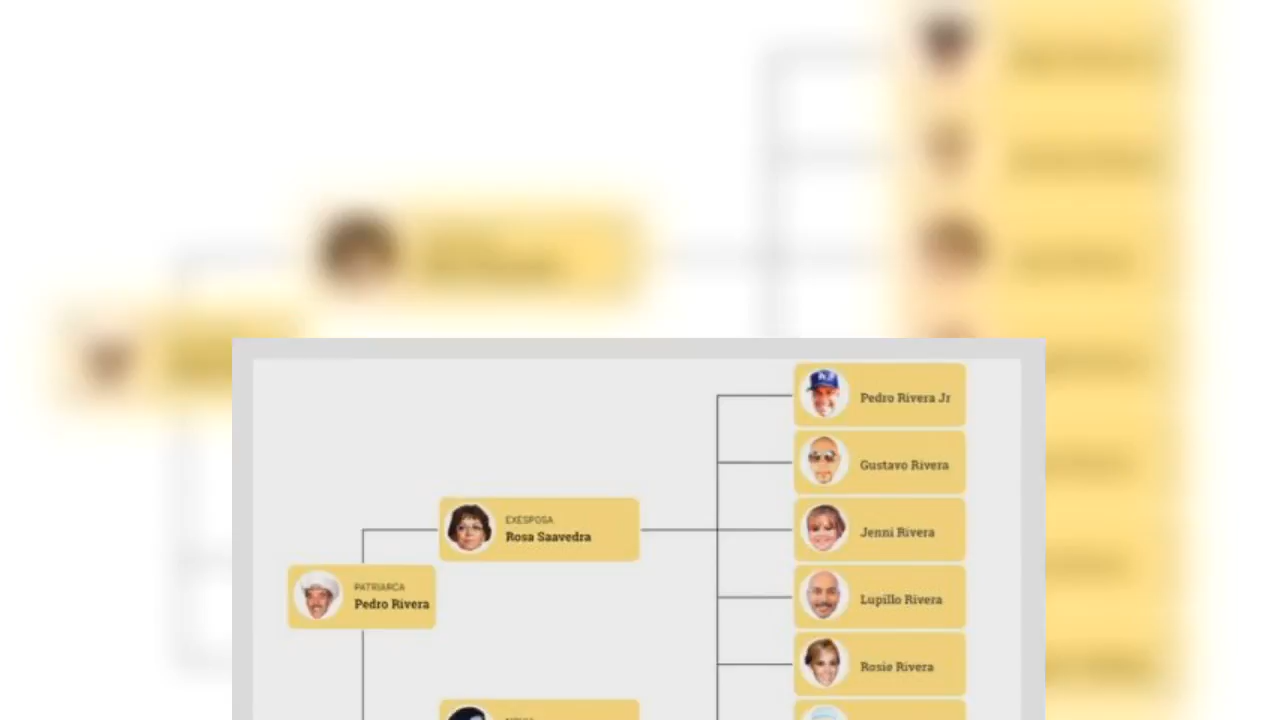 Pedro Rivera Jr
Gustavo Rivera
EXESPOSA
Rosa Saavedra
Jenni Rivera
PATRIARCA
Pedro Rivera
Lupillo Rivera
Rosie Rivera